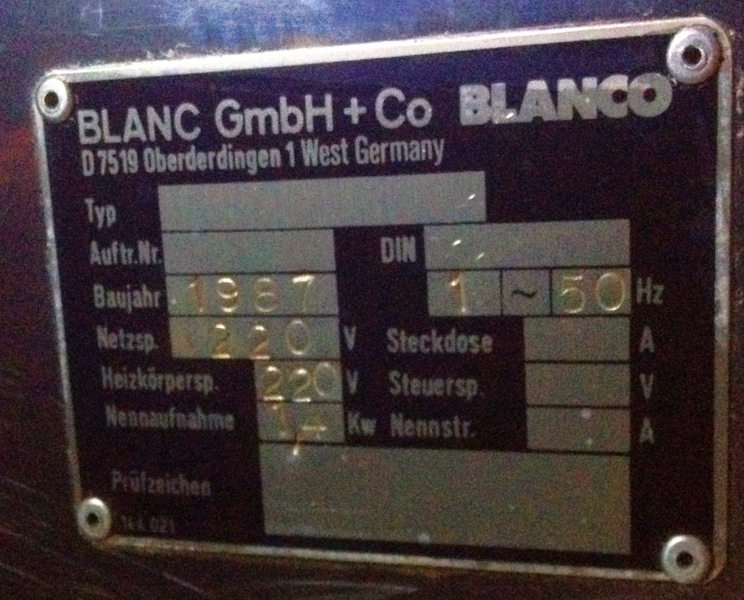 BLANC GmbH + Co BLANCO
D 7519 Oberderdingen 1 West Germany
Typ
Auftr.Nr. DIN
Baujahr 1987 1 ~ 50 Hz
Netzsp. 220 V Steckdose A
Heizkörpersp. 220 V Steuersp. V
Nennaufnahme 1,- Kw Nennstr. A
Prüfzeichen